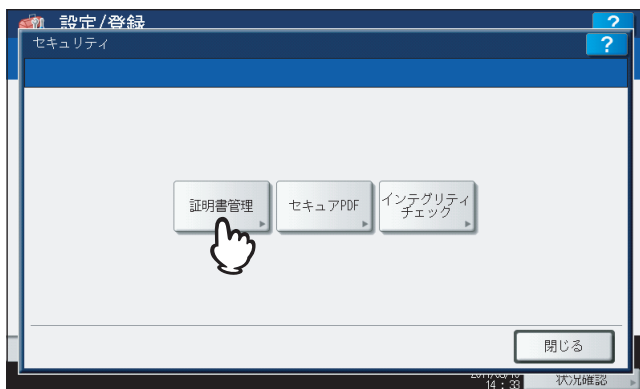 設定/登録
?
セキュリティ
?
証明書管理
セキュアPDF
インテグリティ
チェック
閉じる
14:33
状況確認